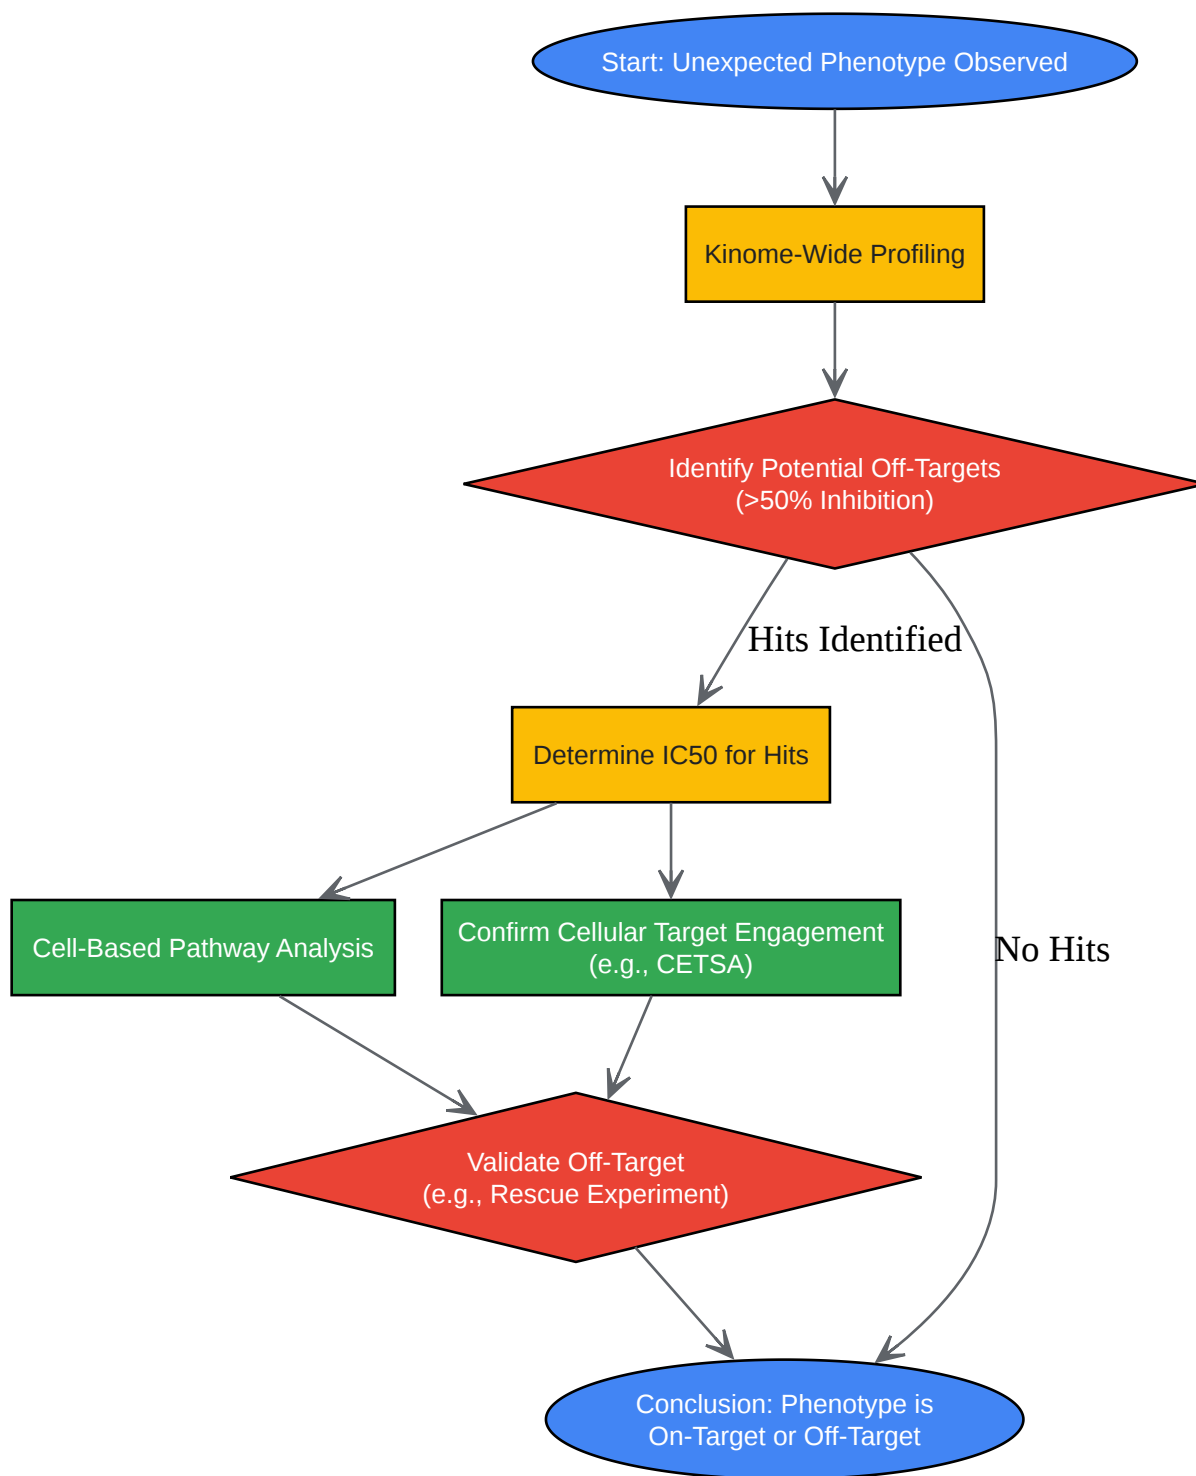 Start: Unexpected Phenotype Observed
Kinome-Wide Profiling
Identify Potential Off-Targets
(>50% Inhibition)
Hits Identified
Determine IC50 for Hits
Cell-Based Pathway Analysis
Confirm Cellular Target Engagement
(e.g., CETSA)
No Hits
Validate Off-Target
(e.g., Rescue Experiment)
Conclusion: Phenotype is
On-Target or Off-Target